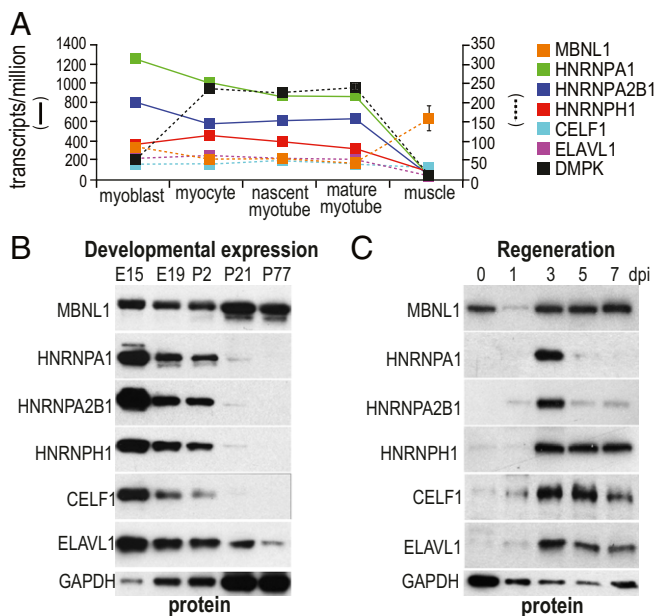 A
transcripts/million
(—)
1400
1200
1000
800
600
400
200
0
350
300
250
200
150
100
50
0
(····)
myoblast
myocyte
nascent
myotube
mature
myotube
muscle
MBNL1
HNRNPA1
HNRNPA2B1
HNRNPH1
CELF1
ELAVL1
DMPK
B
Developmental expression
E15 E19 P2 P21 P77
MBNL1
HNRNPA1
HNRNPA2B1
HNRNPH1
CELF1
ELAVL1
GAPDH
protein
C
Regeneration
0 1 3 5 7 dpi
MBNL1
HNRNPA1
HNRNPA2B1
HNRNPH1
CELF1
ELAVL1
GAPDH
protein